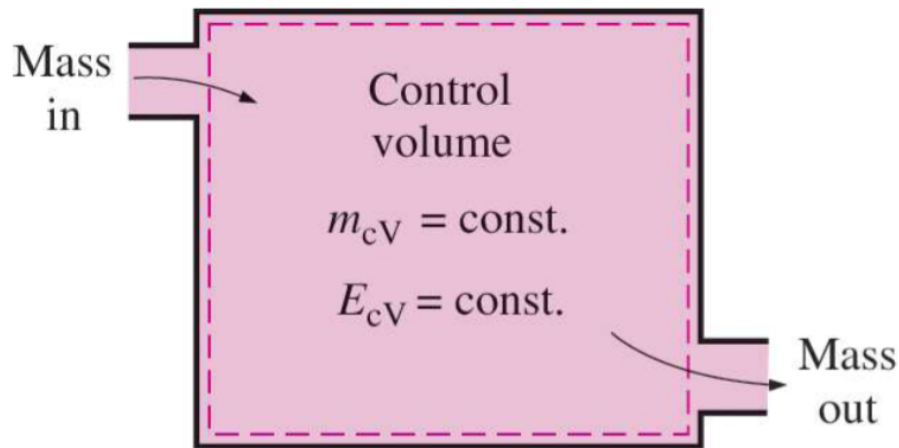 Mass
in
Control
volume
m_cV = const.
E_cV = const.
Mass
out